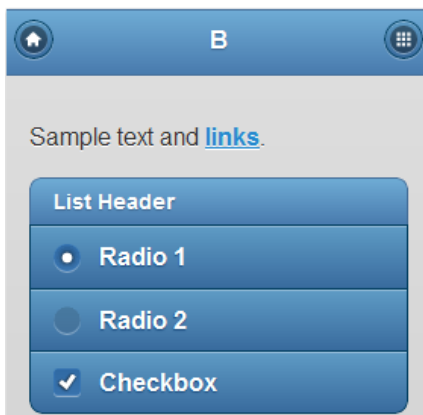 B
Sample text and links.
List Header
Radio 1
Radio 2
Checkbox